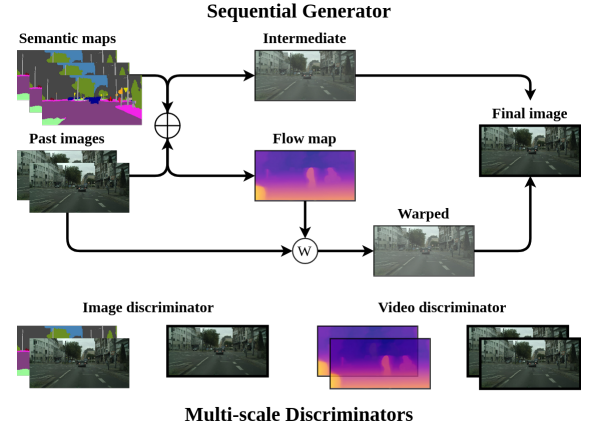 Sequential Generator
Semantic maps
Intermediate
Final image
Past images
Flow map
W
Warped
Image discriminator
Video discriminator
Multi-scale Discriminators